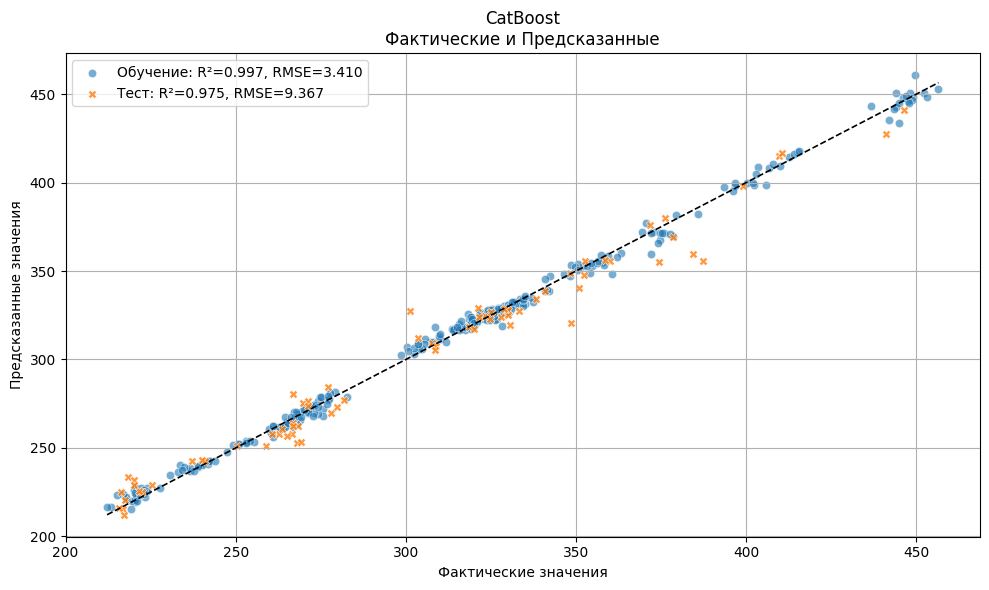 CatBoost
Фактические и Предсказанные
Обучение: R²=0.997, RMSE=3.410
Тест: R²=0.975, RMSE=9.367
Предсказанные значения
450
400
350
300
250
200
200
250
300
350
400
450
Фактические значения